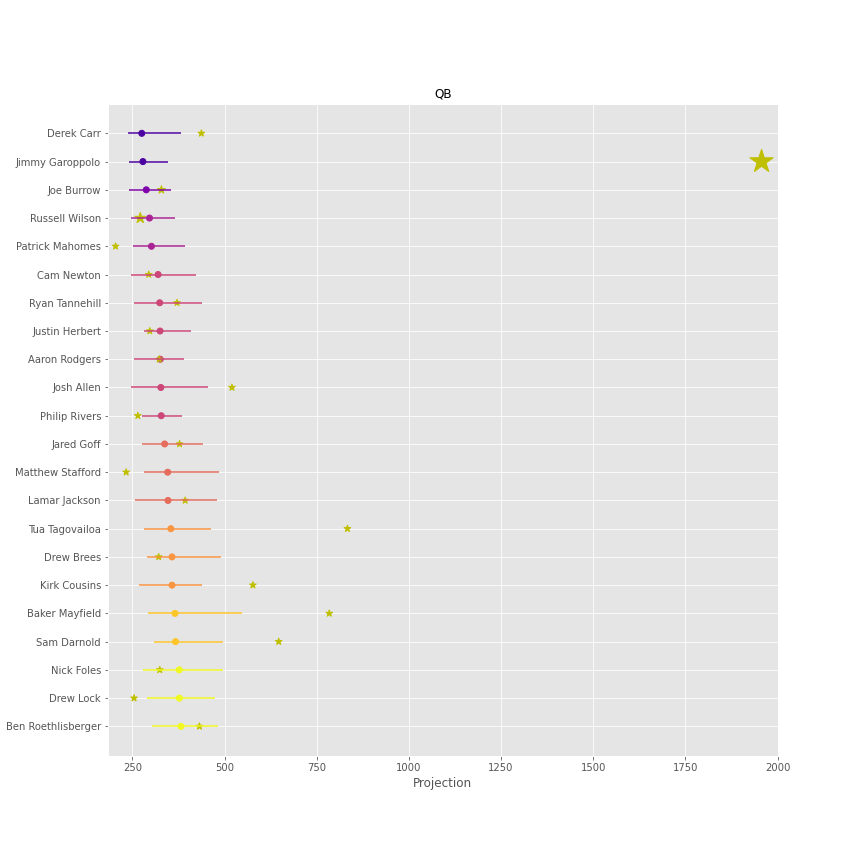 QB
Derek Carr
Jimmy Garoppolo
Joe Burrow
Russell Wilson
Patrick Mahomes
Cam Newton
Ryan Tannehill
Justin Herbert
Aaron Rodgers
Josh Allen
Philip Rivers
Jared Goff
Matthew Stafford
Lamar Jackson
Tua Tagovailoa
Drew Brees
Kirk Cousins
Baker Mayfield
Sam Darnold
Nick Foles
Drew Lock
Ben Roethlisberger
250 500 750 1000 1250 1500 1750 2000
Projection